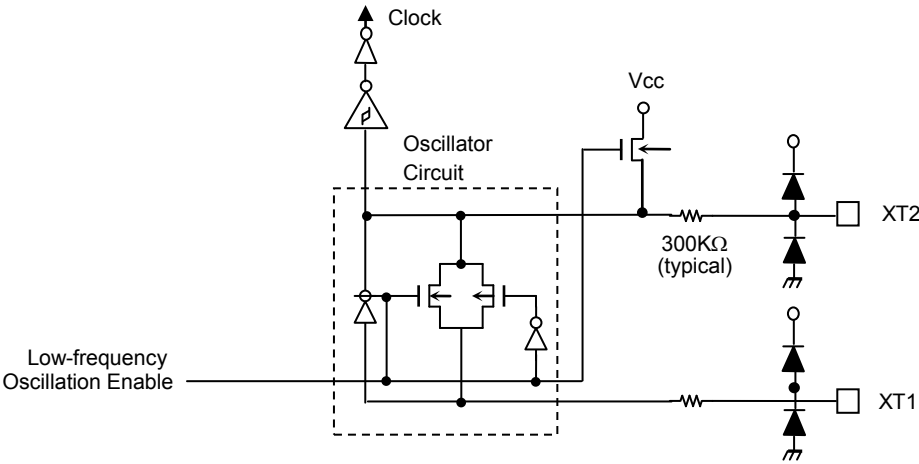 Clock
Vcc
Oscillator
Circuit
XT2
300KΩ
(typical)
Low-frequency
Oscillation Enable
XT1